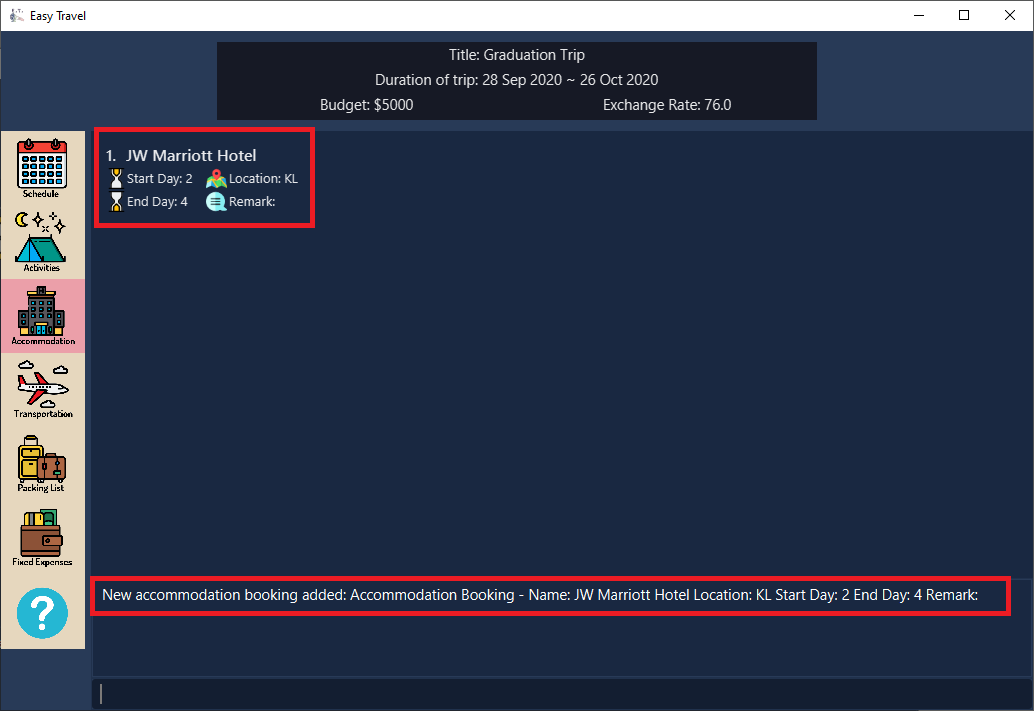 Easy Travel
Title: Graduation Trip
Duration of trip: 28 Sep 2020 ~ 26 Oct 2020
Budget: $5000 Exchange Rate: 76.0
Schedule
Activities
Accommodation
Transportation
Packing List
Fixed Expenses
?
1. JW Marriott Hotel
Start Day: 2 Location: KL
End Day: 4 Remark:
New accommodation booking added: Accommodation Booking - Name: JW Marriott Hotel Location: KL Start Day: 2 End Day: 4 Remark: